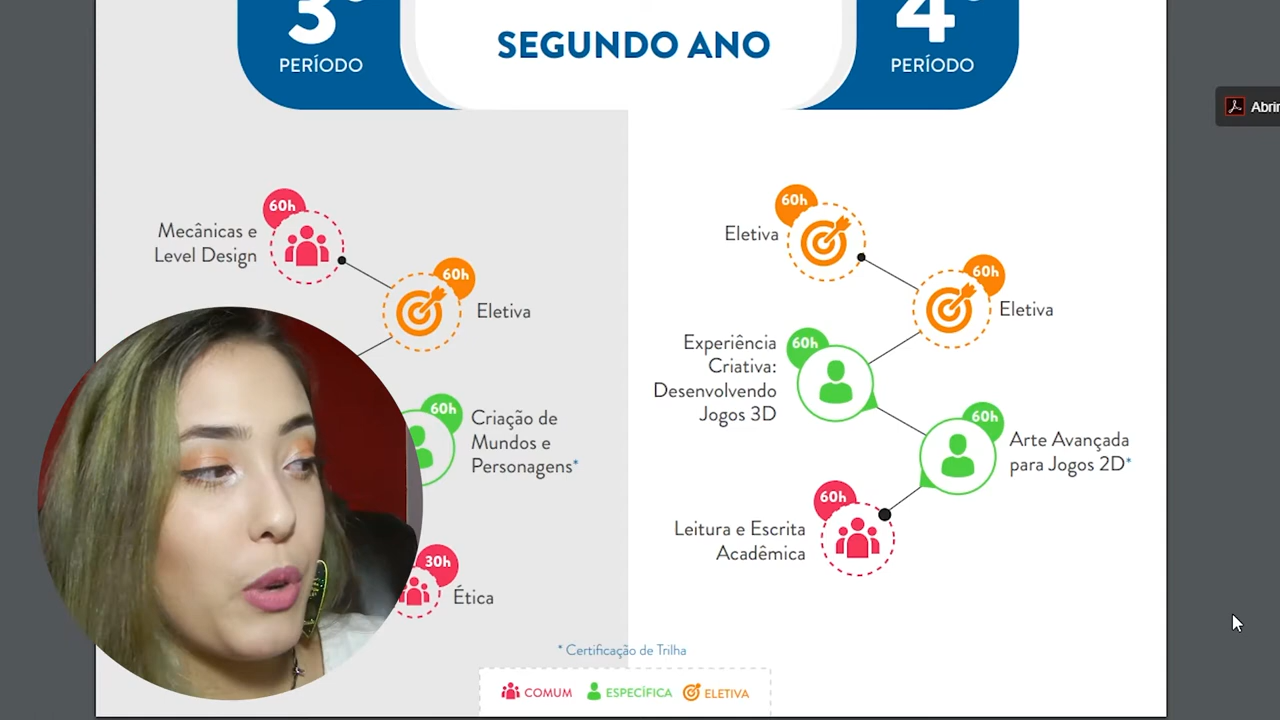 3º
PERÍODO
SEGUNDO ANO
4º
PERÍODO
Abrir
60h
Mecânicas e
Level Design
60h
Eletiva
60h
Criação de
Mundos e
Personagens*
30h
Ética
60h
Eletiva
60h
Eletiva
60h
Experiência
Criativa:
Desenvolvendo
Jogos 3D
60h
Arte Avançada
para Jogos 2D*
60h
Leitura e Escrita
Acadêmica
* Certificação de Trilha
COMUM
ESPECÍFICA
ELETIVA